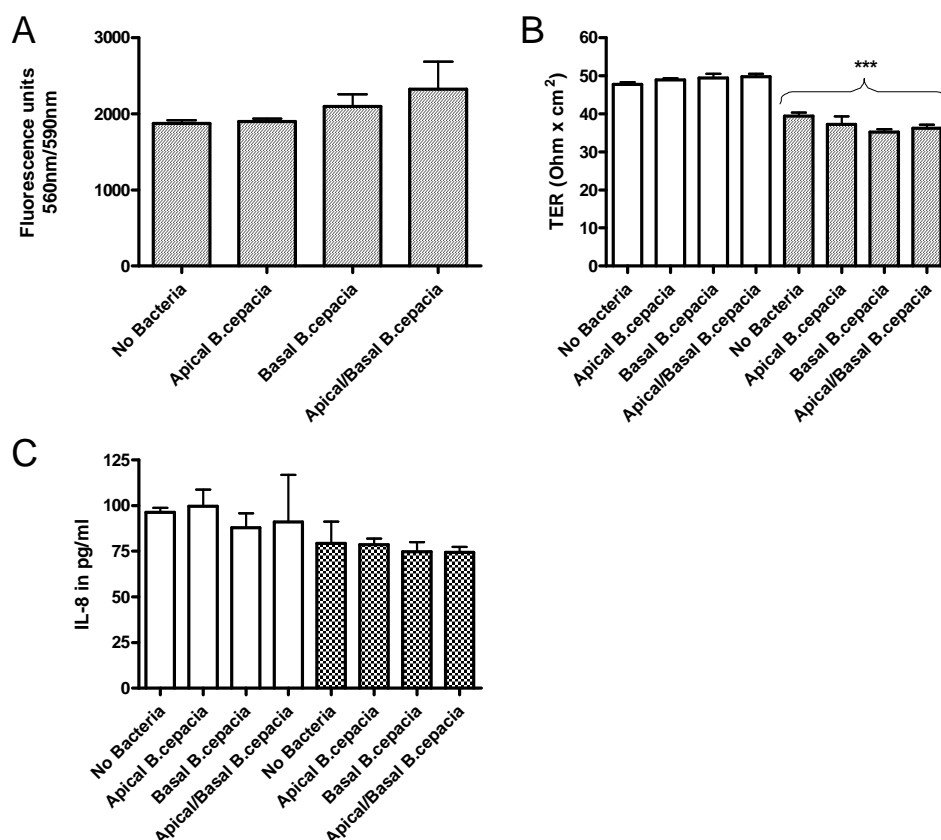 A
Fluorescence units
560nm/590nm
3000
2000
1000
0
No Bacteria
Apical B.cepacia
Basal B.cepacia
Apical/Basal B.cepacia
B
TER (Ohm x cm²)
60
50
40
30
20
10
0
***
No Bacteria
Apical B.cepacia
Basal B.cepacia
Apical/Basal B.cepacia
No Bacteria
Apical B.cepacia
Basal B.cepacia
Apical/Basal B.cepacia
C
IL-8 in pg/ml
125
100
75
50
25
0
No Bacteria
Apical B.cepacia
Basal B.cepacia
Apical/Basal B.cepacia
No Bacteria
Apical B.cepacia
Basal B.cepacia
Apical/Basal B.cepacia